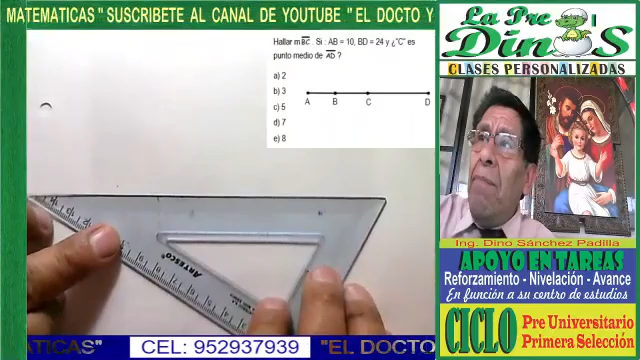 MATEMATICAS" SUSCRIBETE AL CANAL DE YOUTUBE "EL DOCTO Y
Hallar m BC. Si : AB = 10, BD = 24 y ¿"C" es
punto medio de AD ?
a) 2
b) 3
c) 5
d) 7
e) 8
A B C D
ARTESCO
La Pre
DinoS
CLASES PERSONALIZADAS
Ing. Dino Sánchez Padilla
APOYO EN TAREAS
Reforzamiento - Nivelación - Avance
En función a su centro de estudios
CICLO
Pre Universitario
Primera Selección
ATICAS"
CEL: 952937939
"EL DOCTO